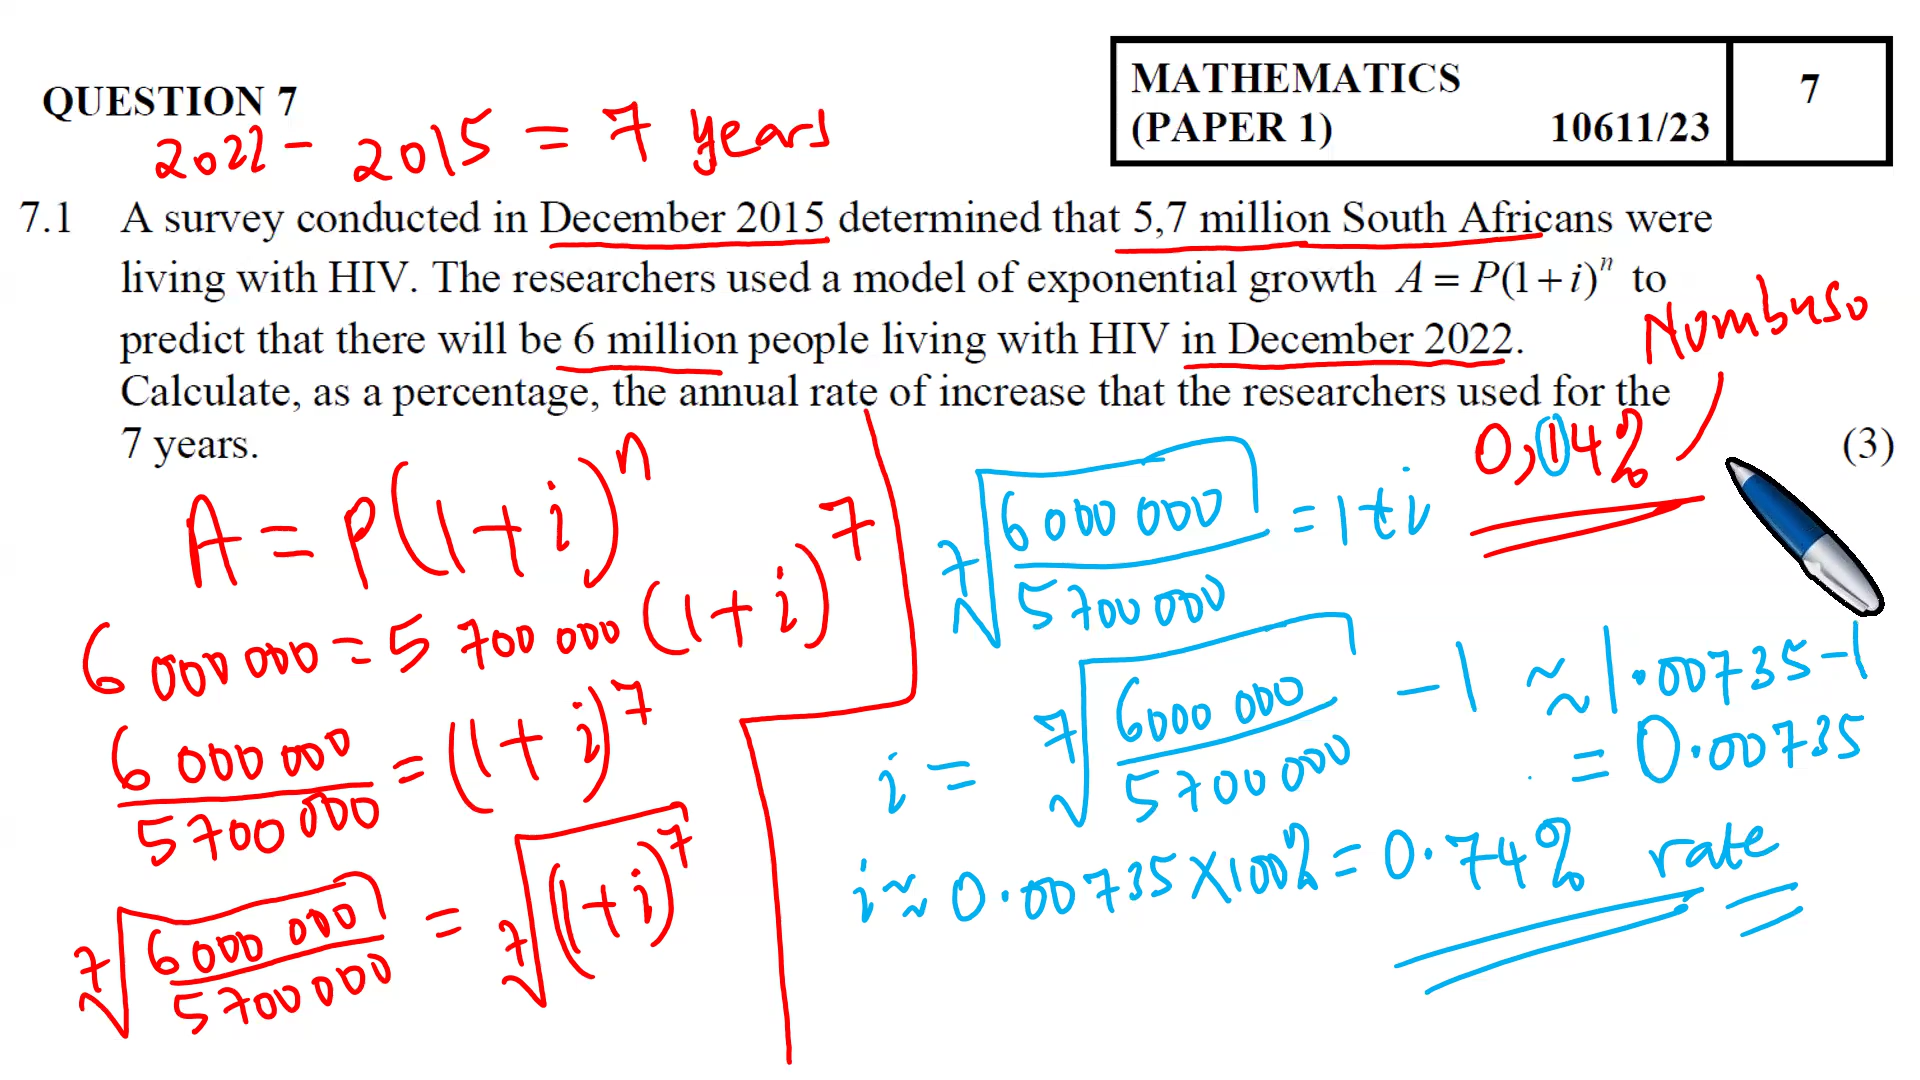 QUESTION 7
MATHEMATICS
(PAPER 1) 10611/23
7
2022 - 2015 = 7 years
7.1 A survey conducted in December 2015 determined that 5,7 million South Africans were
living with HIV. The researchers used a model of exponential growth A = P(1+i)^n to
predict that there will be 6 million people living with HIV in December 2022.
Calculate, as a percentage, the annual rate of increase that the researchers used for the
7 years. (3)
Nombuso
0,04%
A = P(1+i)^n
6 000 000 = 5 700 000 (1+i)^7
6 000 000 / 5 700 000 = (1+i)^7
⁷√(6 000 000 / 5 700 000) = ⁷√(1+i)^7
⁷√(6 000 000 / 5 700 000) = 1+i
i = ⁷√(6000 000 / 5 700 000) - 1 ≈ 1.00735-1
= 0.00735
i ≈ 0.00735 × 100% = 0.74% rate